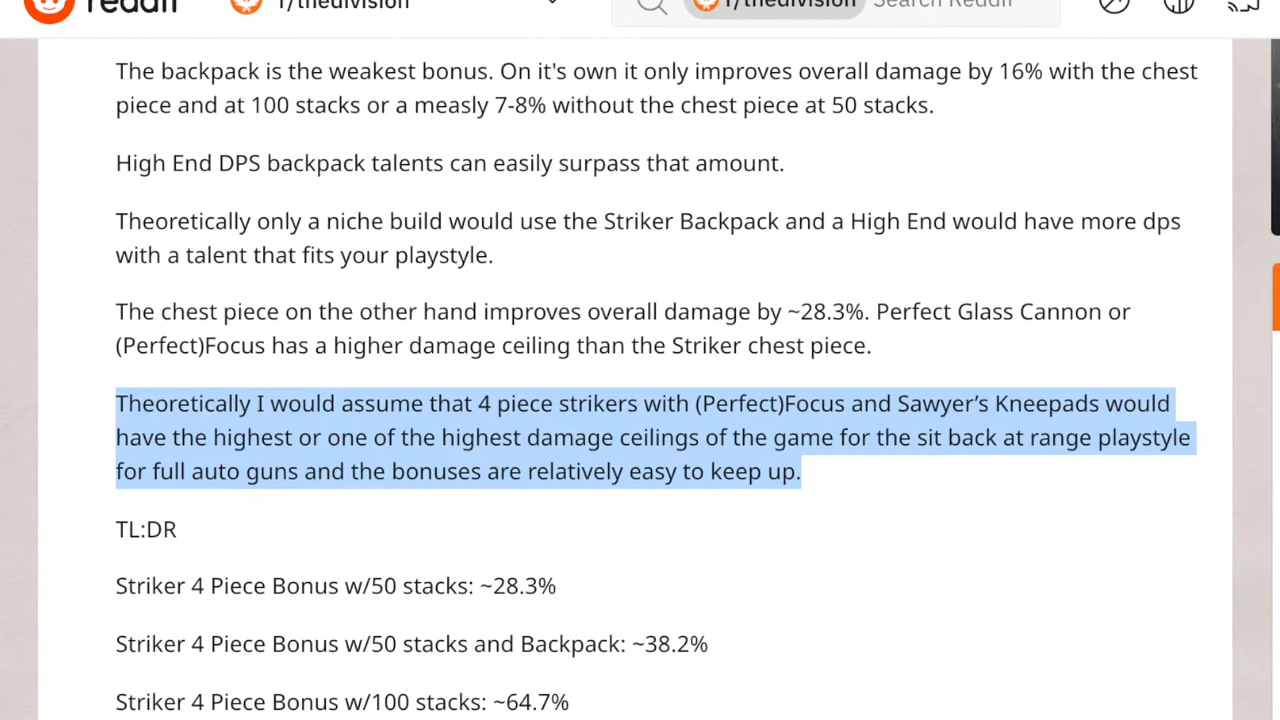 reddit r/thedivision r/thedivision Search Reddit
The backpack is the weakest bonus. On it's own it only improves overall damage by 16% with the chest
piece and at 100 stacks or a measly 7-8% without the chest piece at 50 stacks.
High End DPS backpack talents can easily surpass that amount.
Theoretically only a niche build would use the Striker Backpack and a High End would have more dps
with a talent that fits your playstyle.
The chest piece on the other hand improves overall damage by ~28.3%. Perfect Glass Cannon or
(Perfect)Focus has a higher damage ceiling than the Striker chest piece.
Theoretically I would assume that 4 piece strikers with (Perfect)Focus and Sawyer’s Kneepads would
have the highest or one of the highest damage ceilings of the game for the sit back at range playstyle
for full auto guns and the bonuses are relatively easy to keep up.
TL:DR
Striker 4 Piece Bonus w/50 stacks: ~28.3%
Striker 4 Piece Bonus w/50 stacks and Backpack: ~38.2%
Striker 4 Piece Bonus w/100 stacks: ~64.7%